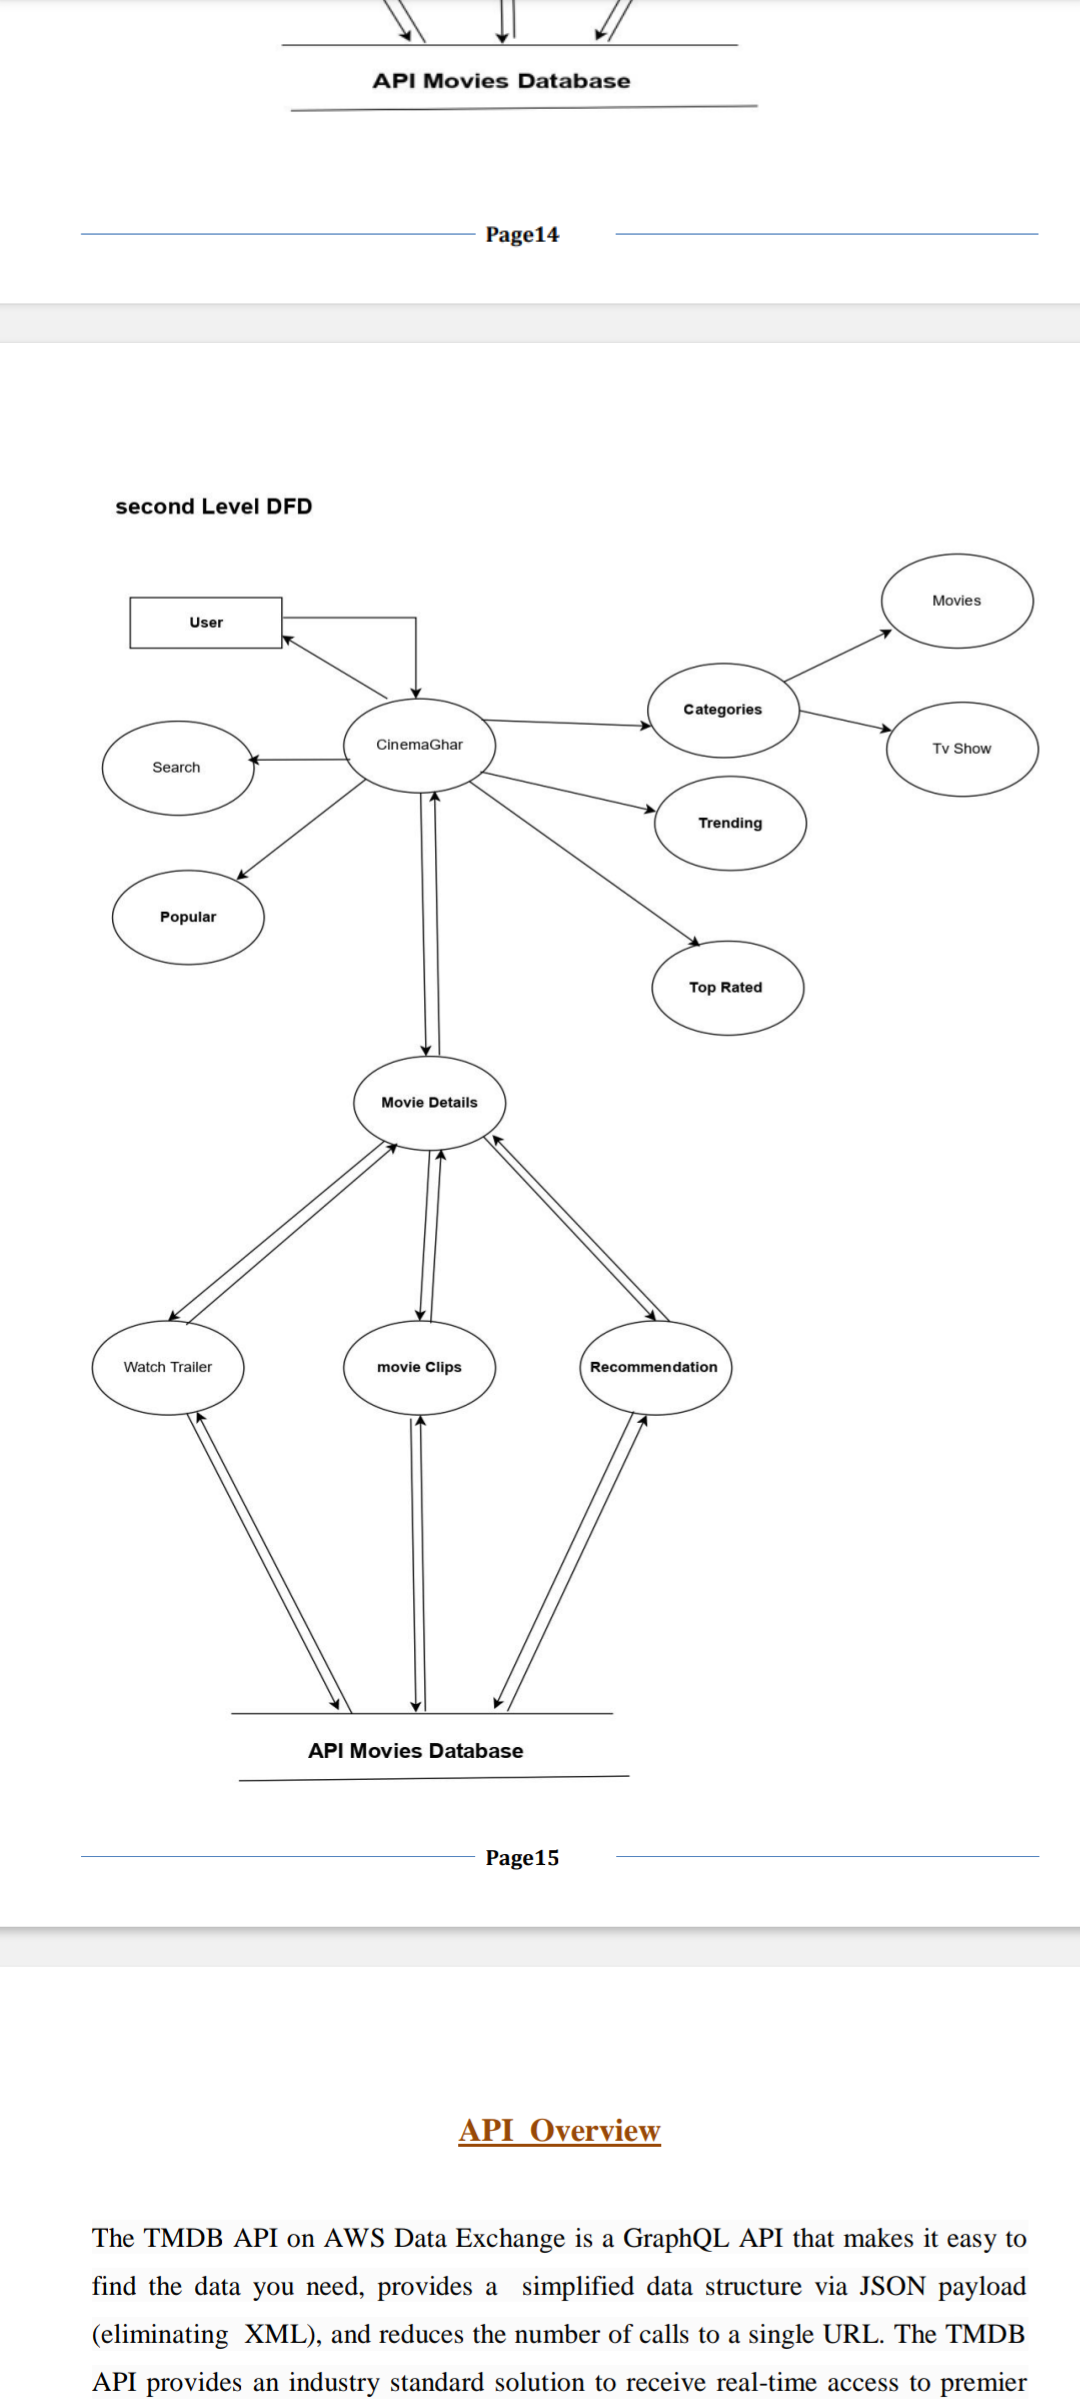 API Movies Database
Page14
second Level DFD
Movies
User
Categories
CinemaGhar
Tv Show
Search
Trending
Popular
Top Rated
Movie Details
Watch Trailer
movie Clips
Recommendation
API Movies Database
Page15
API Overview
The TMDB API on AWS Data Exchange is a GraphQL API that makes it easy to
find the data you need, provides a simplified data structure via JSON payload
(eliminating XML), and reduces the number of calls to a single URL. The TMDB
API provides an industry standard solution to receive real-time access to premier